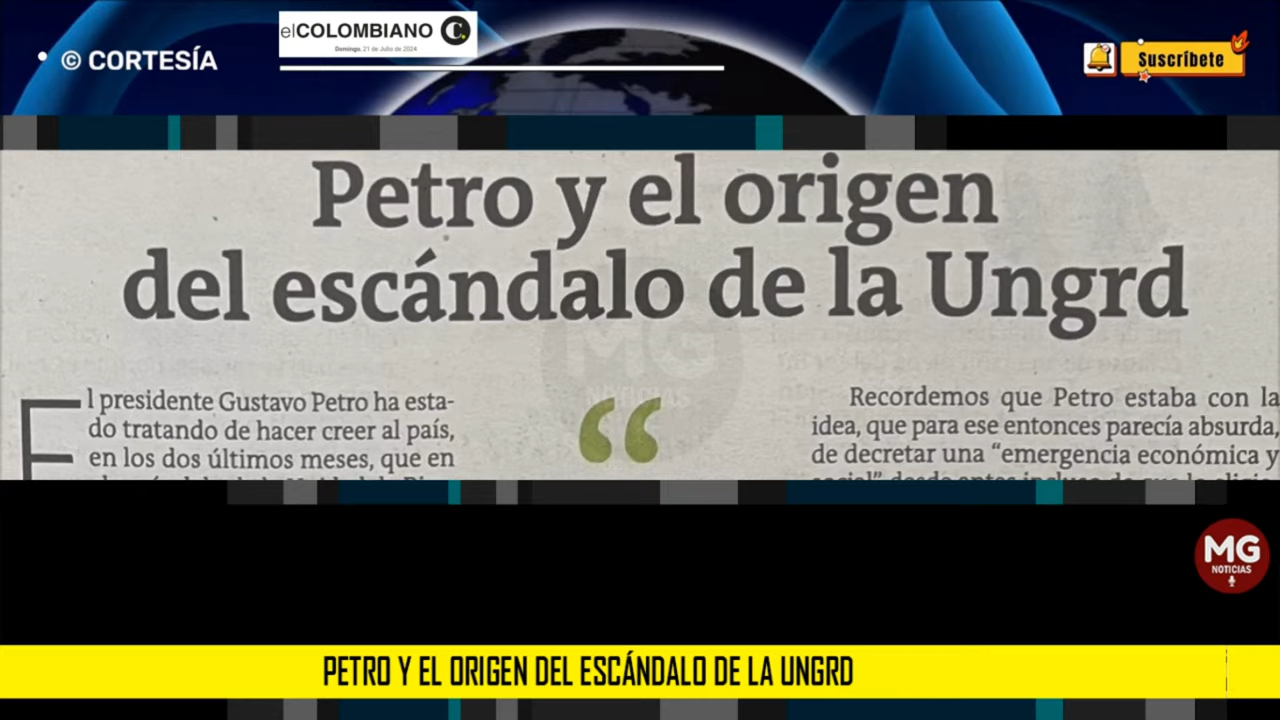 © CORTESÍA
elCOLOMBIANO C.
Domingo, 21 de Julio de 2024
Suscríbete
Petro y el origen
del escándalo de la Ungrd
MG
NOTICIAS
El presidente Gustavo Petro ha esta-
do tratando de hacer creer al país,
en los dos últimos meses, que en
“
Recordemos que Petro estaba con la
idea, que para ese entonces parecía absurda,
de decretar una “emergencia económica y
MG
NOTICIAS
PETRO Y EL ORIGEN DEL ESCÁNDALO DE LA UNGRD